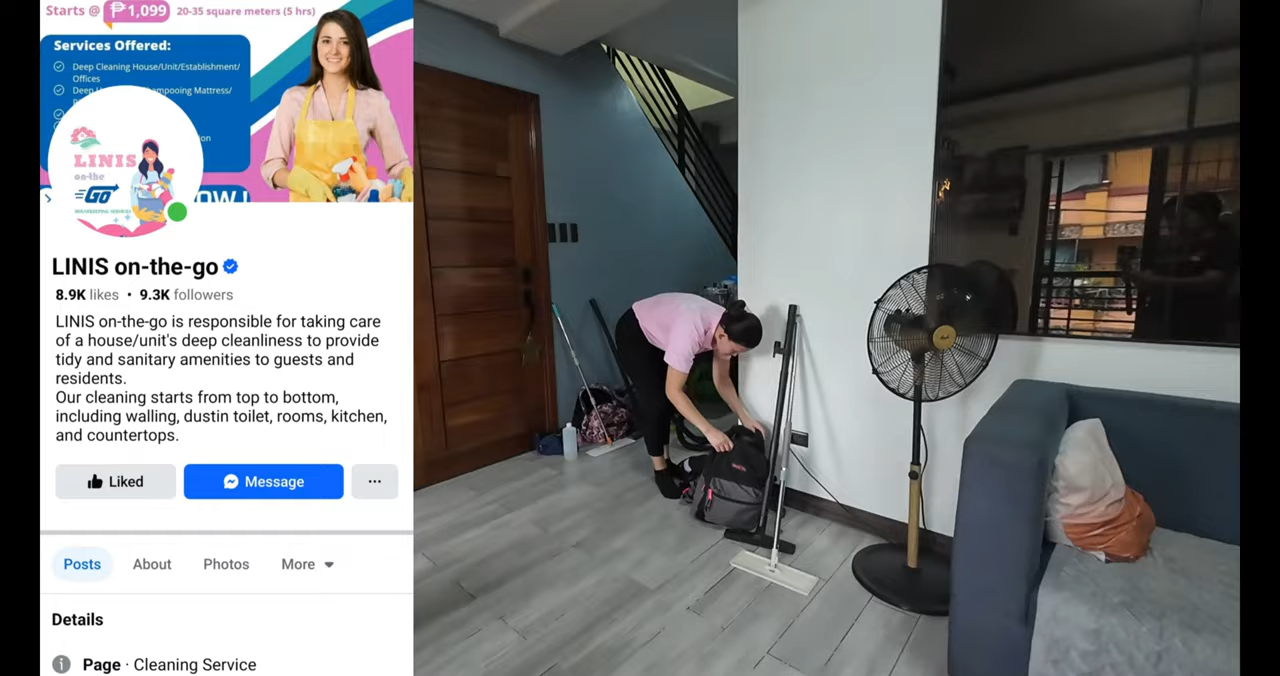 Starts @ ₱1,099 20-35 square meters (5 hrs)
Services Offered:
Deep Cleaning House/Unit/Establishment/
Offices
LINIS
on-the
GO
HOUSEKEEPING SERVICES
LINIS on-the-go
8.9K likes • 9.3K followers
LINIS on-the-go is responsible for taking care
of a house/unit's deep cleanliness to provide
tidy and sanitary amenities to guests and
residents.
Our cleaning starts from top to bottom,
including walling, dustin toilet, rooms, kitchen,
and countertops.
Liked
Message
Posts
About
Photos
More
Details
Page · Cleaning Service